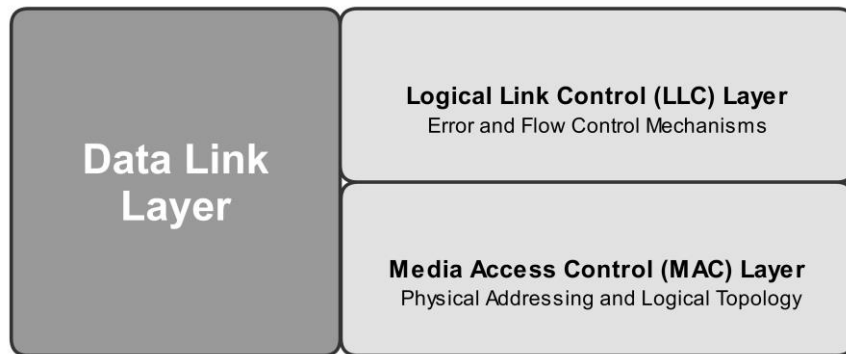 Data Link
Layer
Logical Link Control (LLC) Layer
Error and Flow Control Mechanisms
Media Access Control (MAC) Layer
Physical Addressing and Logical Topology